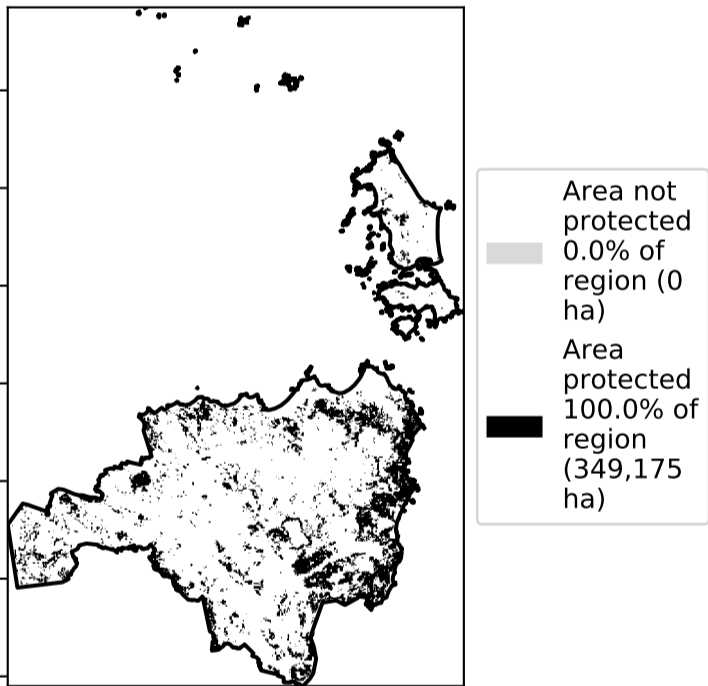 Area not
protected
0.0% of
region (0
ha)
Area
protected
100.0% of
region
(349,175
ha)